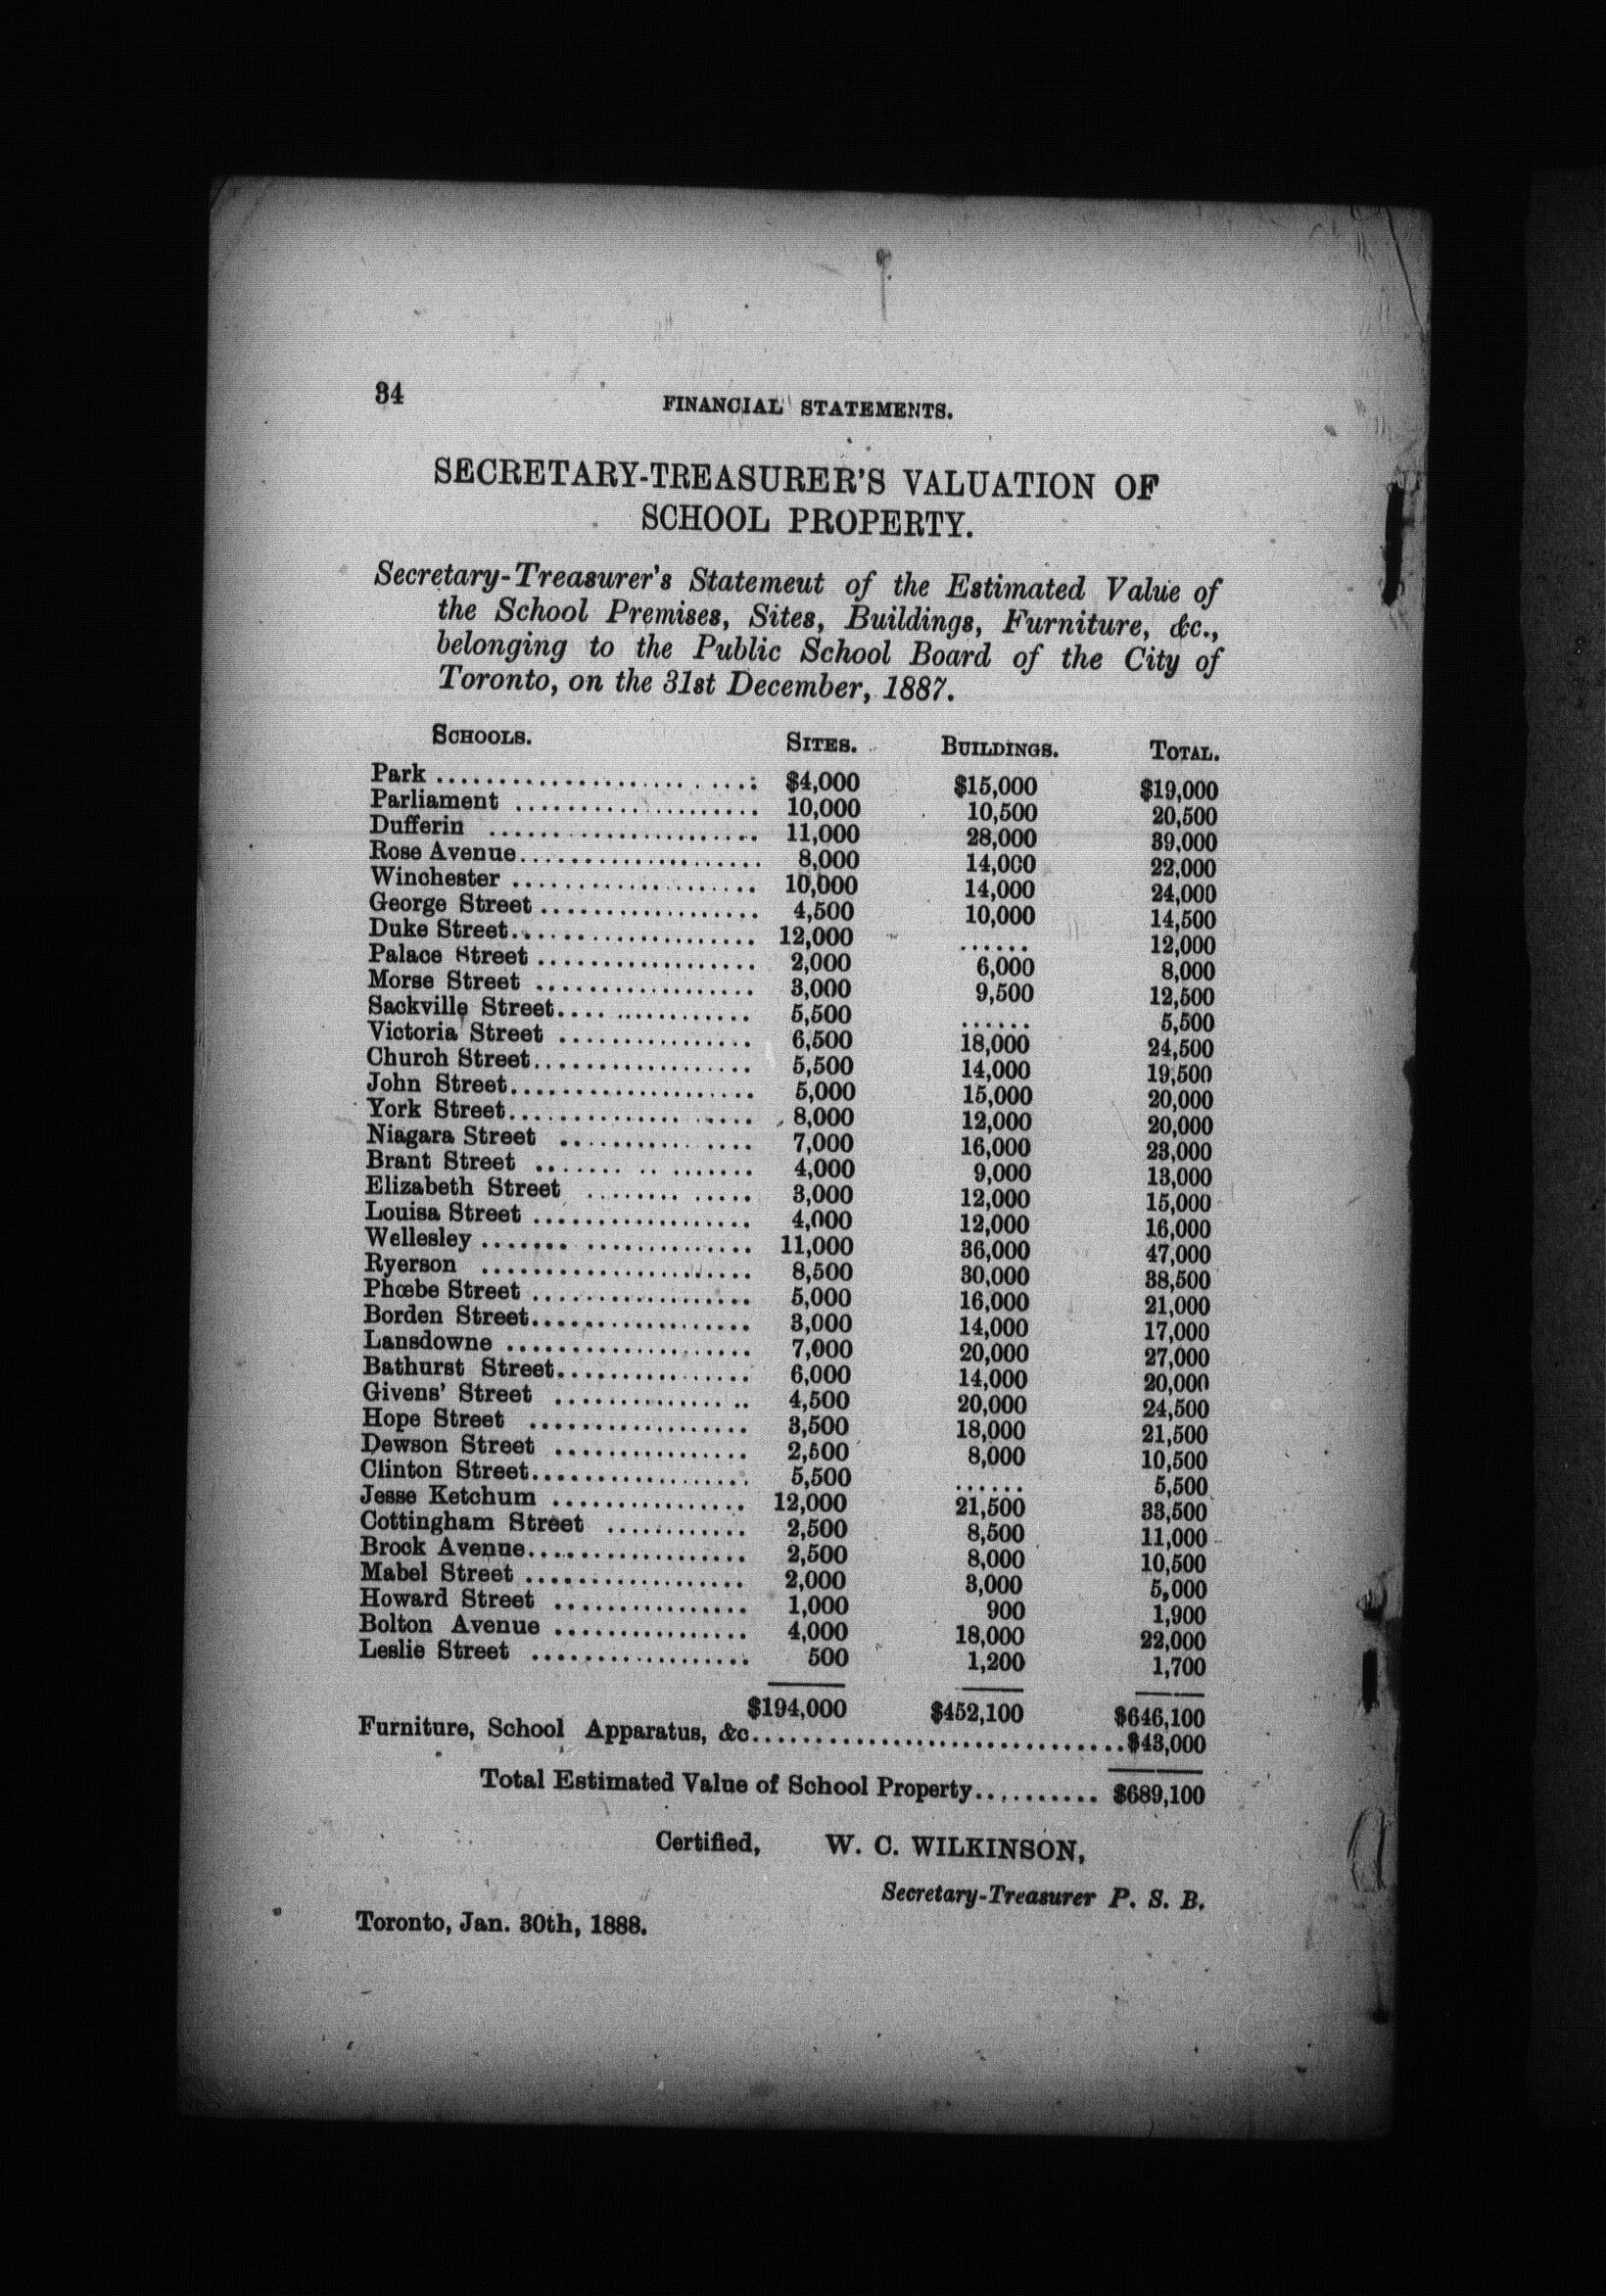 34
FINANCIAL STATEMENTS.
SECRETARY-TREASURER'S VALUATION OF
SCHOOL PROPERTY.
Secretary-Treasurer's Statemeut of the Estimated Value of
the School Premises, Sites, Buildings, Furniture, &c.,
belonging to the Public School Board of the City of
Toronto, on the 31st December, 1887.
SCHOOLS. SITES. BUILDINGS. TOTAL.
Park ........................: $4,000 $15,000 $19,000
Parliament ................... 10,000 10,500 20,500
Dufferin ..................... 11,000 28,000 39,000
Rose Avenue................... 8,000 14,000 22,000
Winchester ................... 10,000 14,000 24,000
George Street ................. 4,500 10,000 14,500
Duke Street................... 12,000 ...... 12,000
Palace Street ................. 2,000 6,000 8,000
Morse Street ................. 3,000 9,500 12,500
Sackville Street............... 5,500 ...... 5,500
Victoria Street ............... 6,500 18,000 24,500
Church Street................. 5,500 14,000 19,500
John Street................... 5,000 15,000 20,000
York Street................... 8,000 12,000 20,000
Niagara Street ............... 7,000 16,000 23,000
Brant Street ................. 4,000 9,000 13,000
Elizabeth Street ............. 3,000 12,000 15,000
Louisa Street ................. 4,000 12,000 16,000
Wellesley .................... 11,000 36,000 47,000
Ryerson ..................... 8,500 30,000 38,500
Phœbe Street ................. 5,000 16,000 21,000
Borden Street................. 3,000 14,000 17,000
Lansdowne ................... 7,000 20,000 27,000
Bathurst Street............... 6,000 14,000 20,000
Givens' Street ............... 4,500 20,000 24,500
Hope Street ................. 3,500 18,000 21,500
Dewson Street ............... 2,500 8,000 10,500
Clinton Street................. 5,500 ...... 5,500
Jesse Ketchum ............... 12,000 21,500 33,500
Cottingham Street ............ 2,500 8,500 11,000
Brock Avenue................. 2,500 8,000 10,500
Mabel Street ................. 2,000 3,000 5,000
Howard Street ............... 1,000 900 1,900
Bolton Avenue ............... 4,000 18,000 22,000
Leslie Street ................. 500 1,200 1,700
$194,000 $452,100 $646,100
Furniture, School Apparatus, &c.............................$43,000
Total Estimated Value of School Property.......... $689,100
Certified, W. C. WILKINSON,
Secretary-Treasurer P. S. B.
Toronto, Jan. 30th, 1888.